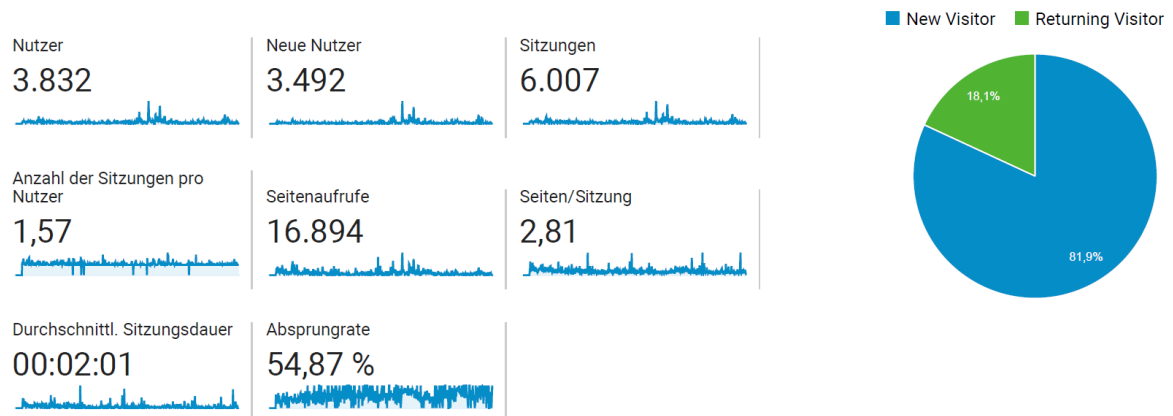 New Visitor
Returning Visitor
Nutzer
3.832
Neue Nutzer
3.492
Sitzungen
6.007
18,1%
81,9%
Anzahl der Sitzungen pro
Nutzer
1,57
Seitenaufrufe
16.894
Seiten/Sitzung
2,81
Durchschnittl. Sitzungsdauer
00:02:01
Absprungrate
54,87 %